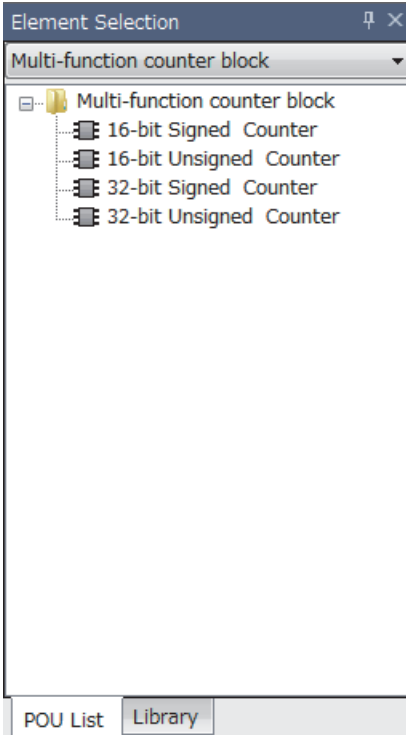 Element Selection
Multi-function counter block
Multi-function counter block
16-bit Signed Counter
16-bit Unsigned Counter
32-bit Signed Counter
32-bit Unsigned Counter
POU List Library